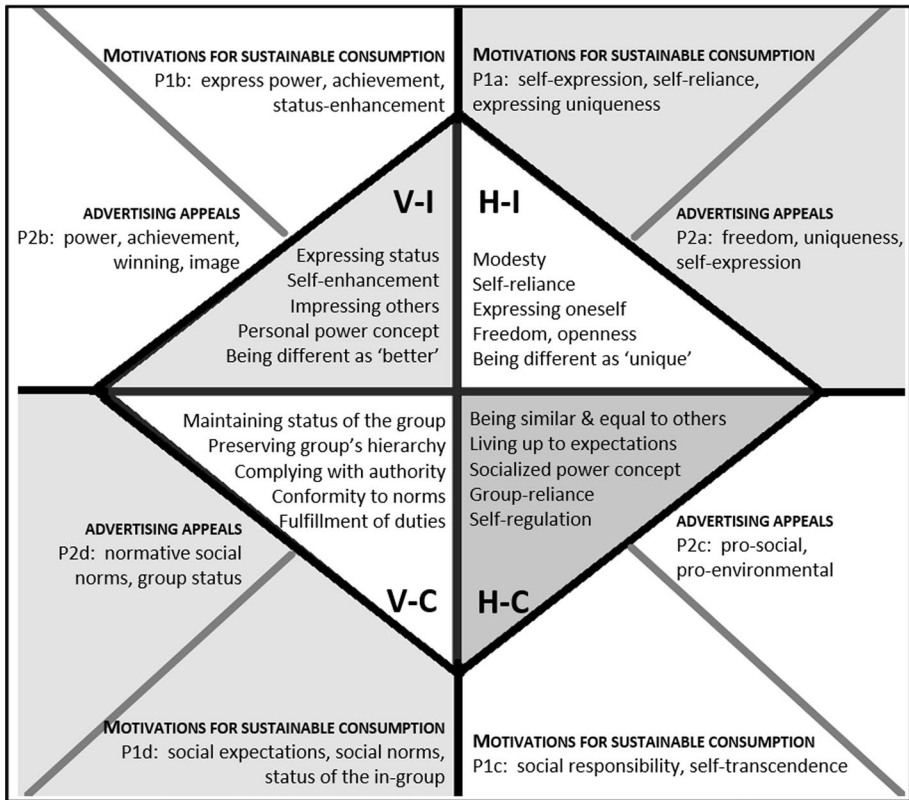 MOTIVATIONS FOR SUSTAINABLE CONSUMPTION
P1b: express power, achievement,
status-enhancement
MOTIVATIONS FOR SUSTAINABLE CONSUMPTION
P1a: self-expression, self-reliance,
expressing uniqueness
ADVERTISING APPEALS
P2b: power, achievement,
winning, image
V-I
Expressing status
Self-enhancement
Impressing others
Personal power concept
Being different as ‘better’
H-I
Modesty
Self-reliance
Expressing oneself
Freedom, openness
Being different as ‘unique’
ADVERTISING APPEALS
P2a: freedom, uniqueness,
self-expression
Maintaining status of the group
Preserving group’s hierarchy
Complying with authority
Conformity to norms
Fulfillment of duties
V-C
Being similar & equal to others
Living up to expectations
Socialized power concept
Group-reliance
Self-regulation
H-C
ADVERTISING APPEALS
P2d: normative social
norms, group status
ADVERTISING APPEALS
P2c: pro-social,
pro-environmental
MOTIVATIONS FOR SUSTAINABLE CONSUMPTION
P1d: social expectations, social norms,
status of the in-group
MOTIVATIONS FOR SUSTAINABLE CONSUMPTION
P1c: social responsibility, self-transcendence